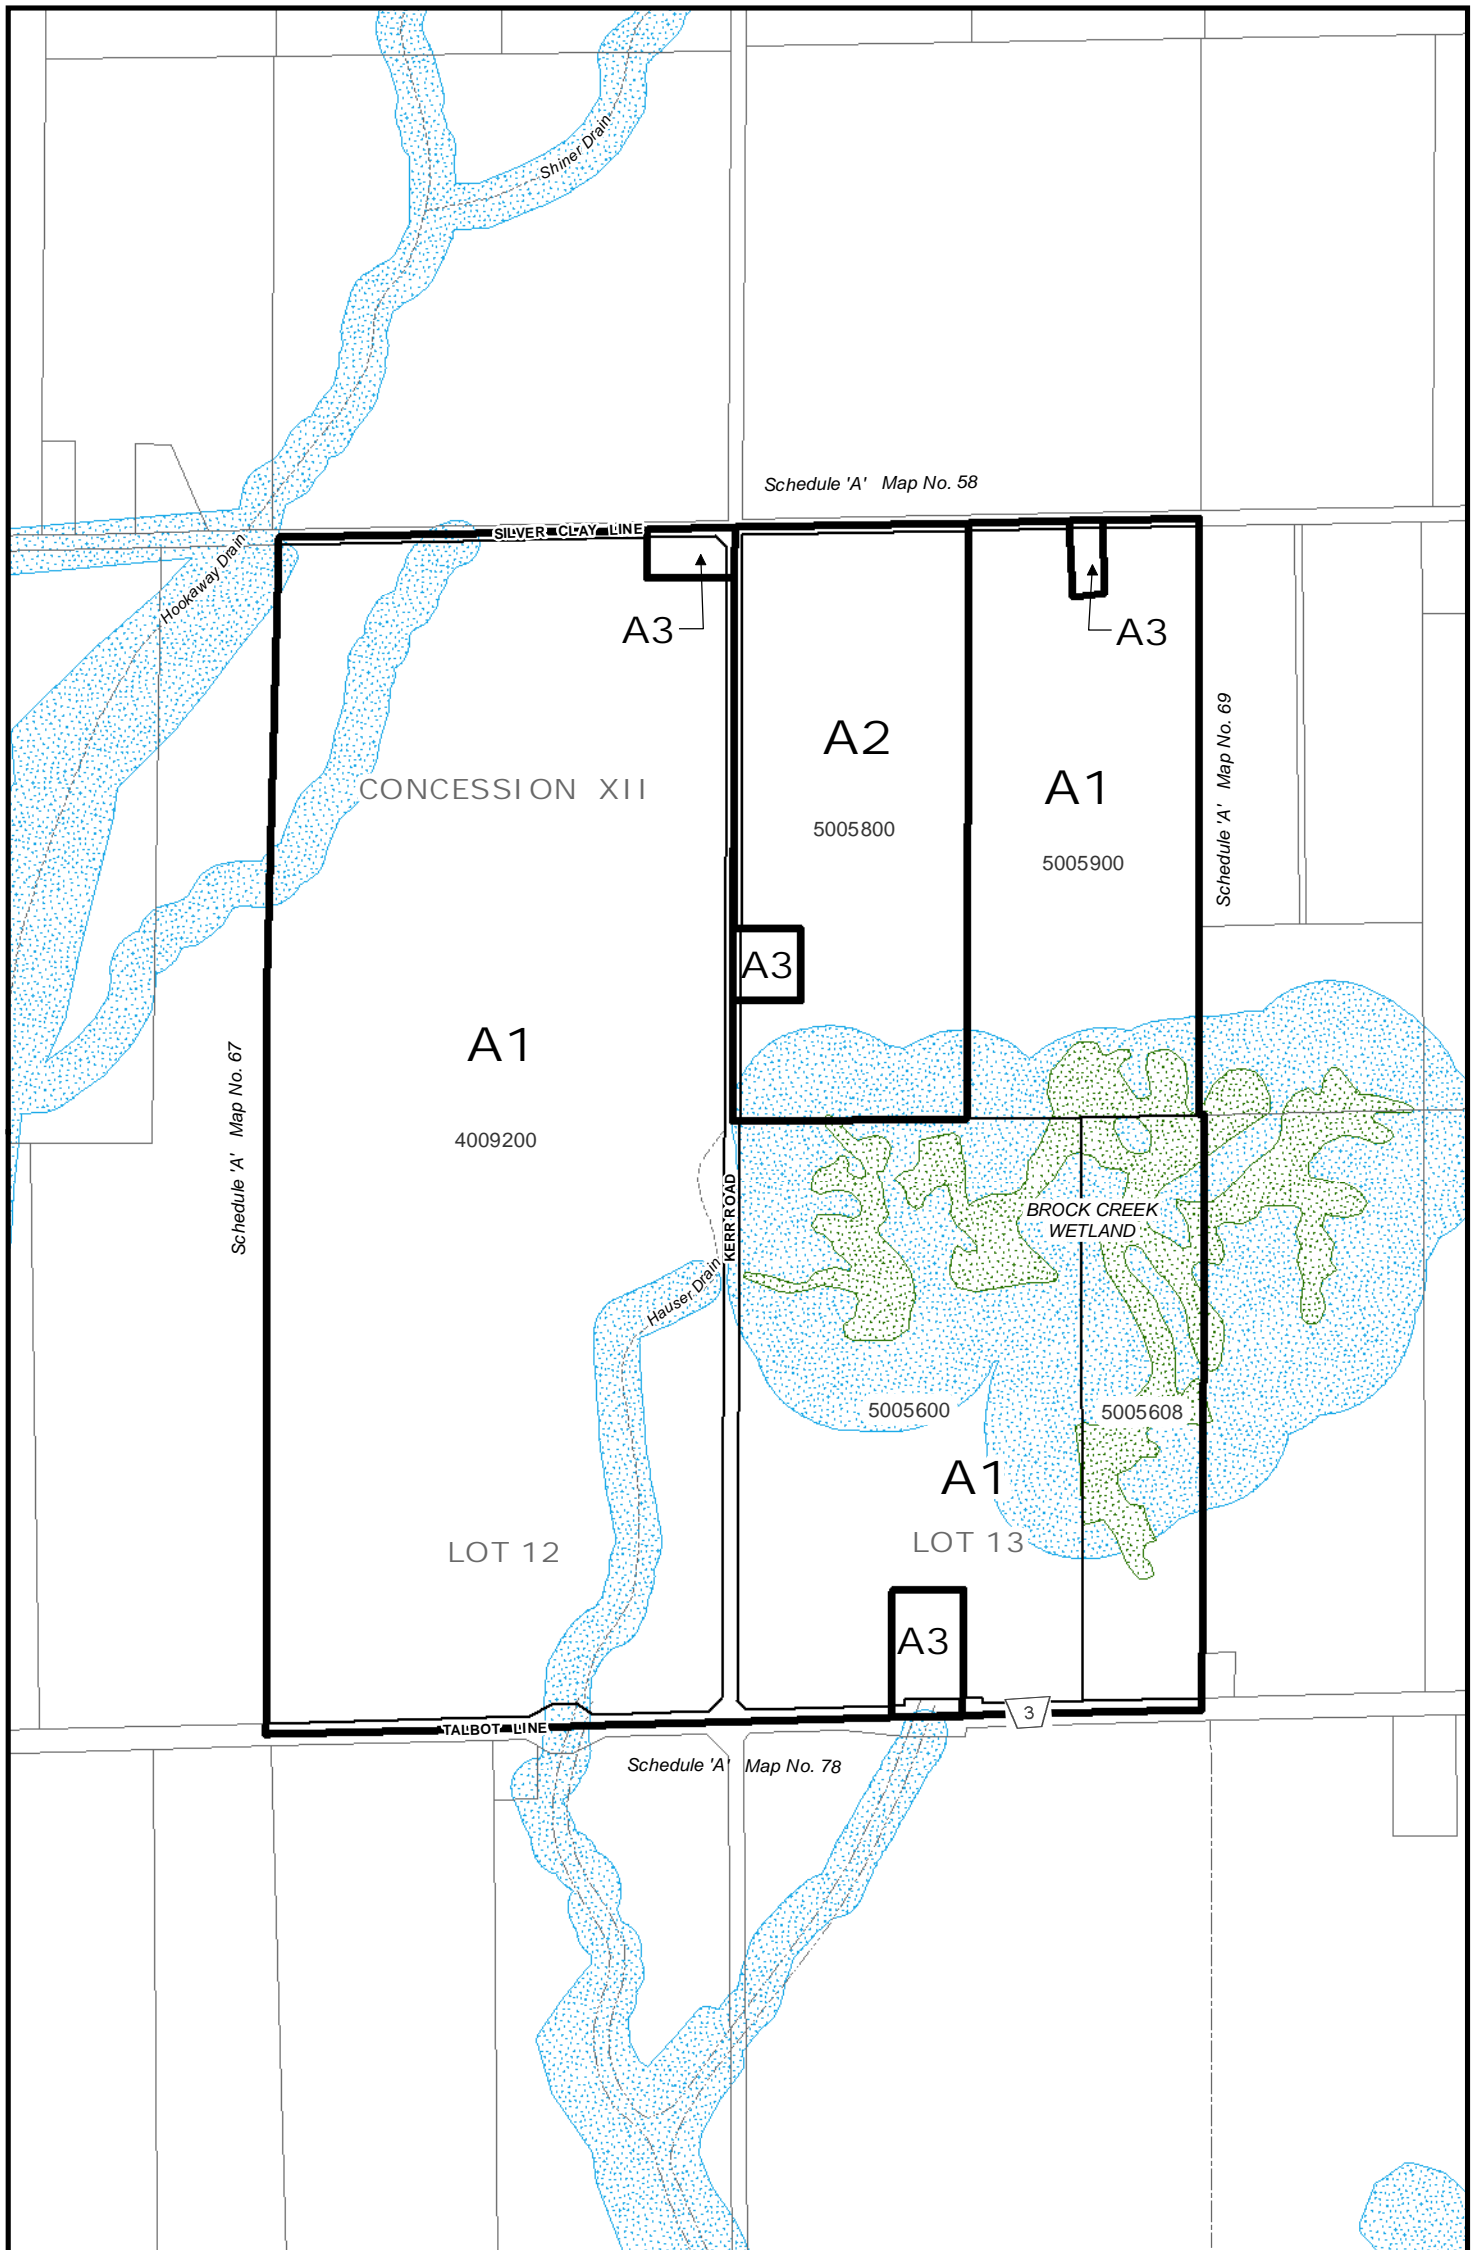 Shiner Drain
Schedule 'A' Map No. 58
SILVER CLAY LINE
Hookaway Drain
A3
A3
A2
Schedule 'A' Map No. 69
CONCESSION XII
A1
5005800
5005900
A3
A1
Schedule 'A' Map No. 67
4009200
KERR ROAD
BROCK CREEK
WETLAND
Hauser Drain
5005600
5005608
A1
LOT 12
LOT 13
A3
3
TALBOT LINE
Schedule 'A' Map No. 78